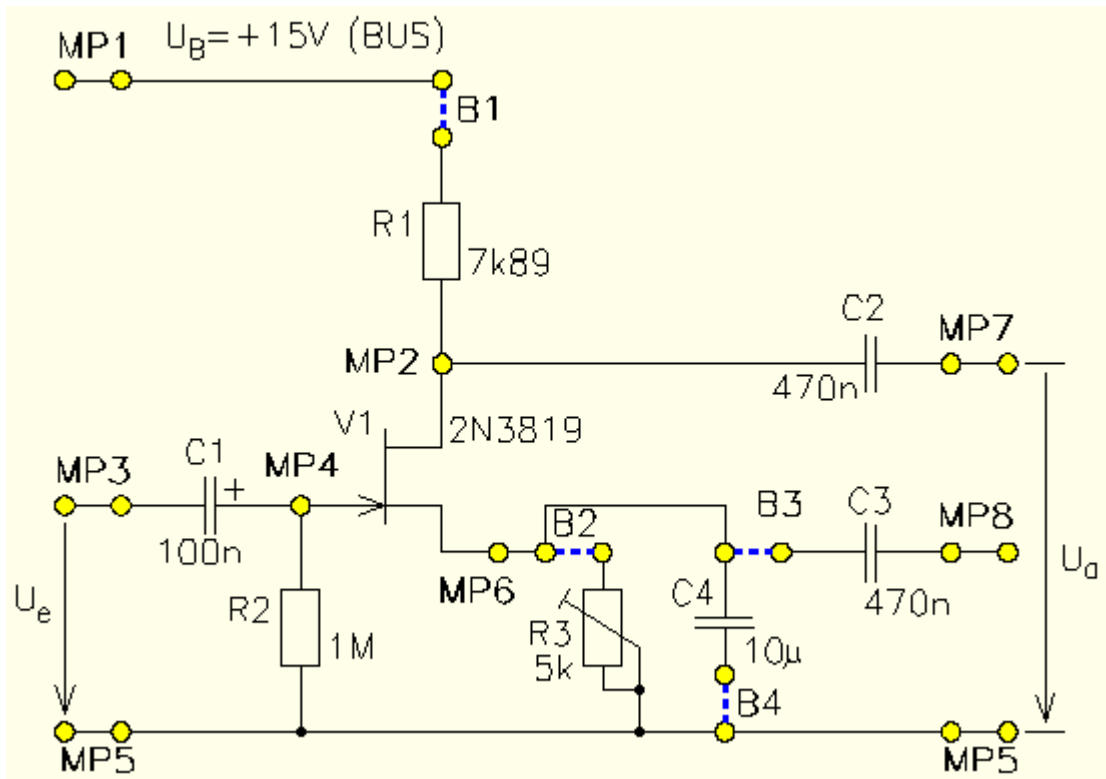 MP1
U_B=+15V (BUS)
B1
R1
7k89
C2
MP7
MP2
470n
V1
2N3819
C1
+
MP4
MP3
B2
B3
C3
MP8
100n
MP6
U_a
U_e
R2
R3
C4
470n
1M
5k
10µ
B4
MP5
MP5